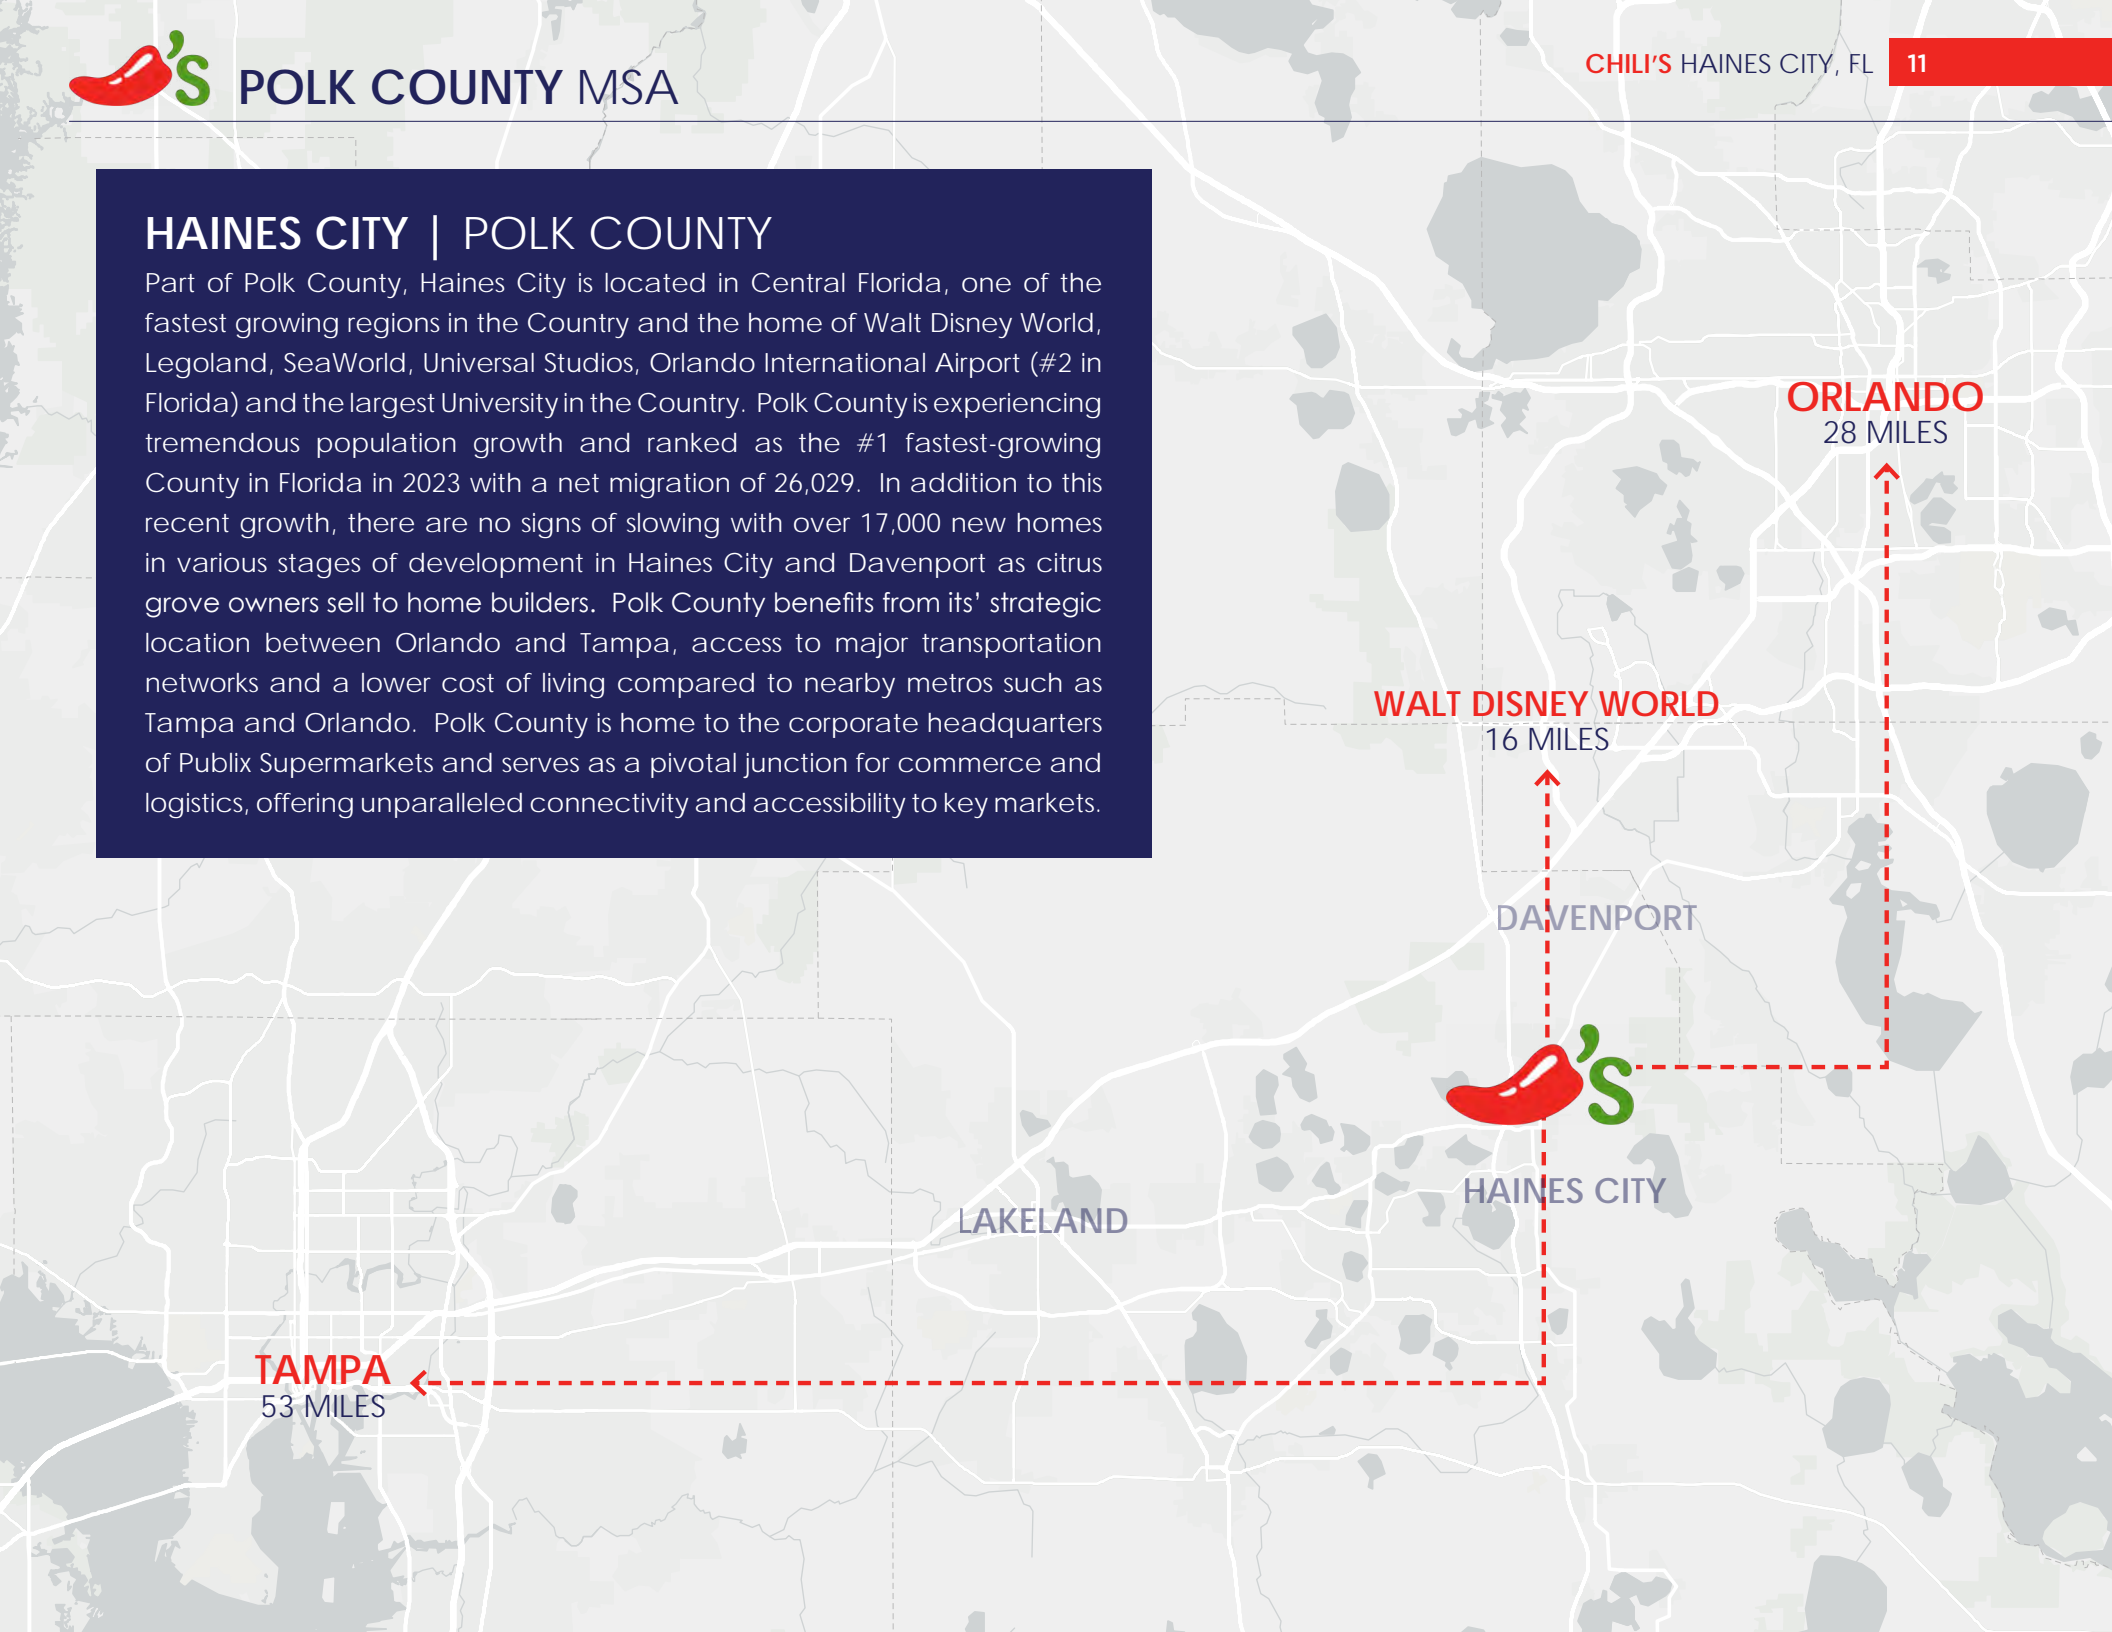 'S POLK COUNTY MSA
CHILI'S HAINES CITY, FL 11
HAINES CITY | POLK COUNTY
Part of Polk County, Haines City is located in Central Florida, one of the
fastest growing regions in the Country and the home of Walt Disney World,
Legoland, SeaWorld, Universal Studios, Orlando International Airport (#2 in
Florida) and the largest University in the Country. Polk County is experiencing
tremendous population growth and ranked as the #1 fastest-growing
County in Florida in 2023 with a net migration of 26,029. In addition to this
recent growth, there are no signs of slowing with over 17,000 new homes
in various stages of development in Haines City and Davenport as citrus
grove owners sell to home builders. Polk County benefits from its' strategic
location between Orlando and Tampa, access to major transportation
networks and a lower cost of living compared to nearby metros such as
Tampa and Orlando. Polk County is home to the corporate headquarters
of Publix Supermarkets and serves as a pivotal junction for commerce and
logistics, offering unparalleled connectivity and accessibility to key markets.
ORLANDO
28 MILES
WALT DISNEY WORLD
16 MILES
DAVENPORT
'S
HAINES CITY
LAKELAND
TAMPA
53 MILES